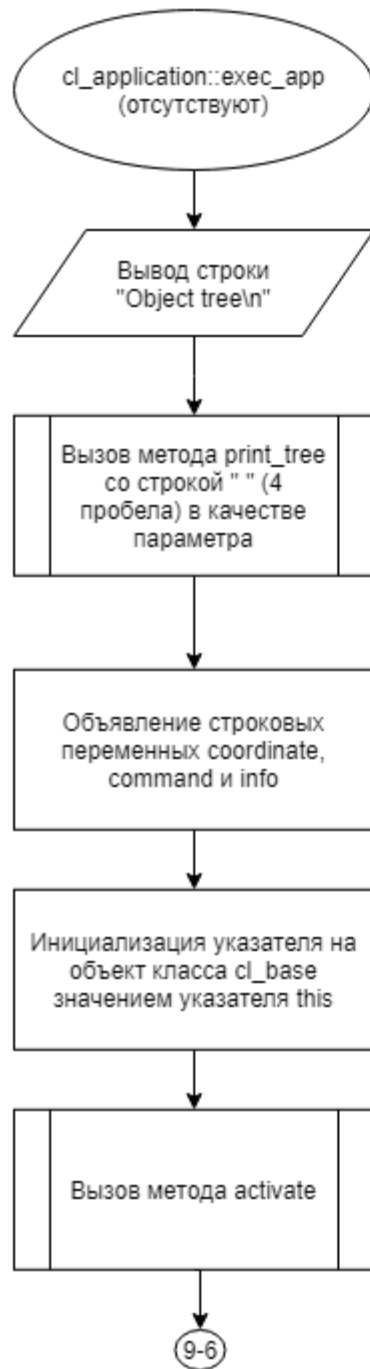 cl_application::exec_app
(отсутствуют)
Вывод строки
"Object tree\n"
Вызов метода print_tree
со строкой " " (4
пробела) в качестве
параметра
Объявление строковых
переменных coordinate,
command и info
Инициализация указателя на
объект класса cl_base
значением указателя this
Вызов метода activate
9-6